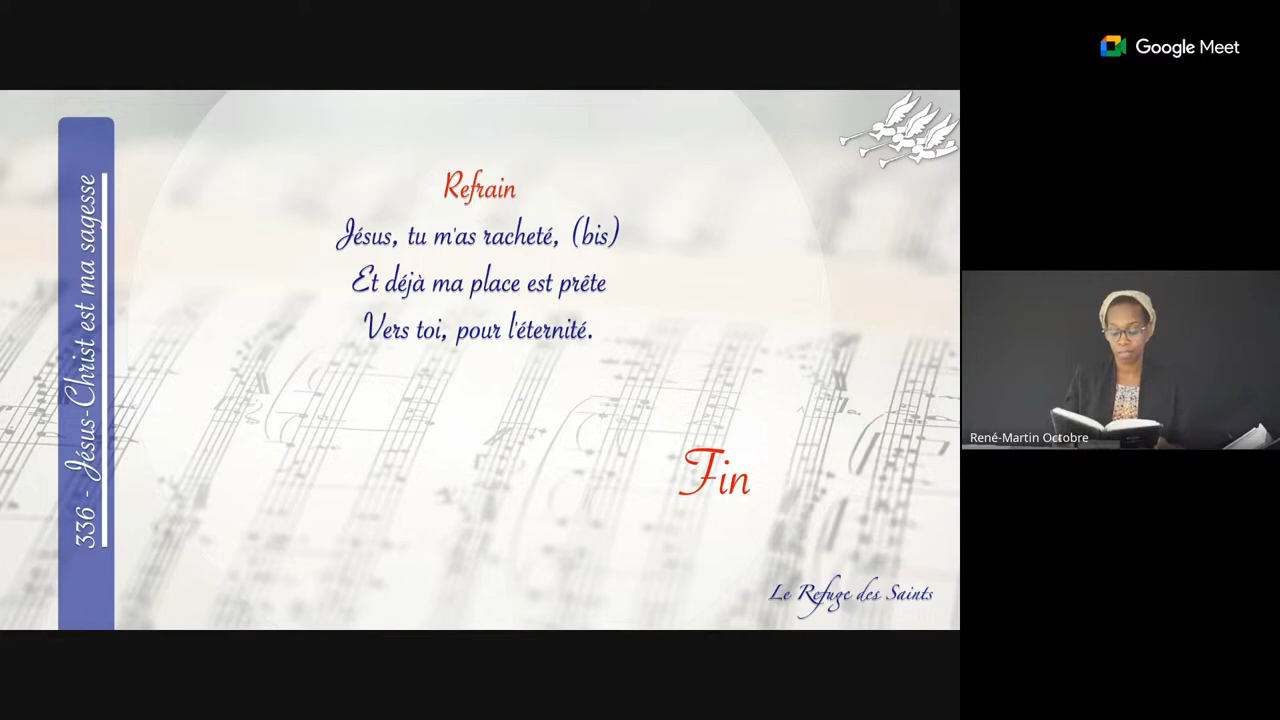 336 - Jésus-Christ est ma sagesse
Refrain
Jésus, tu m'as racheté, (bis)
Et déjà ma place est prête
Vers toi, pour l'éternité.
Fin
Le Refuge des Saints
Google Meet
René-Martin Octobre